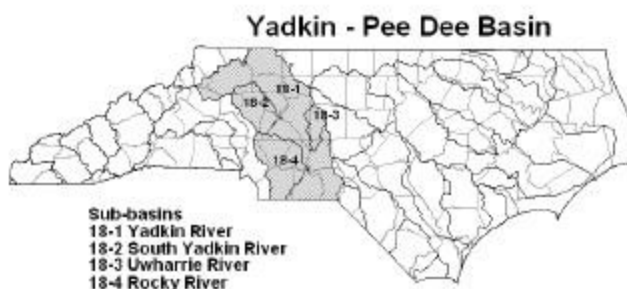 Yadkin - Pee Dee Basin
18-1
18-2
18-3
18-4
Sub-basins
18-1 Yadkin River
18-2 South Yadkin River
18-3 Uwharrie River
18-4 Rocky River